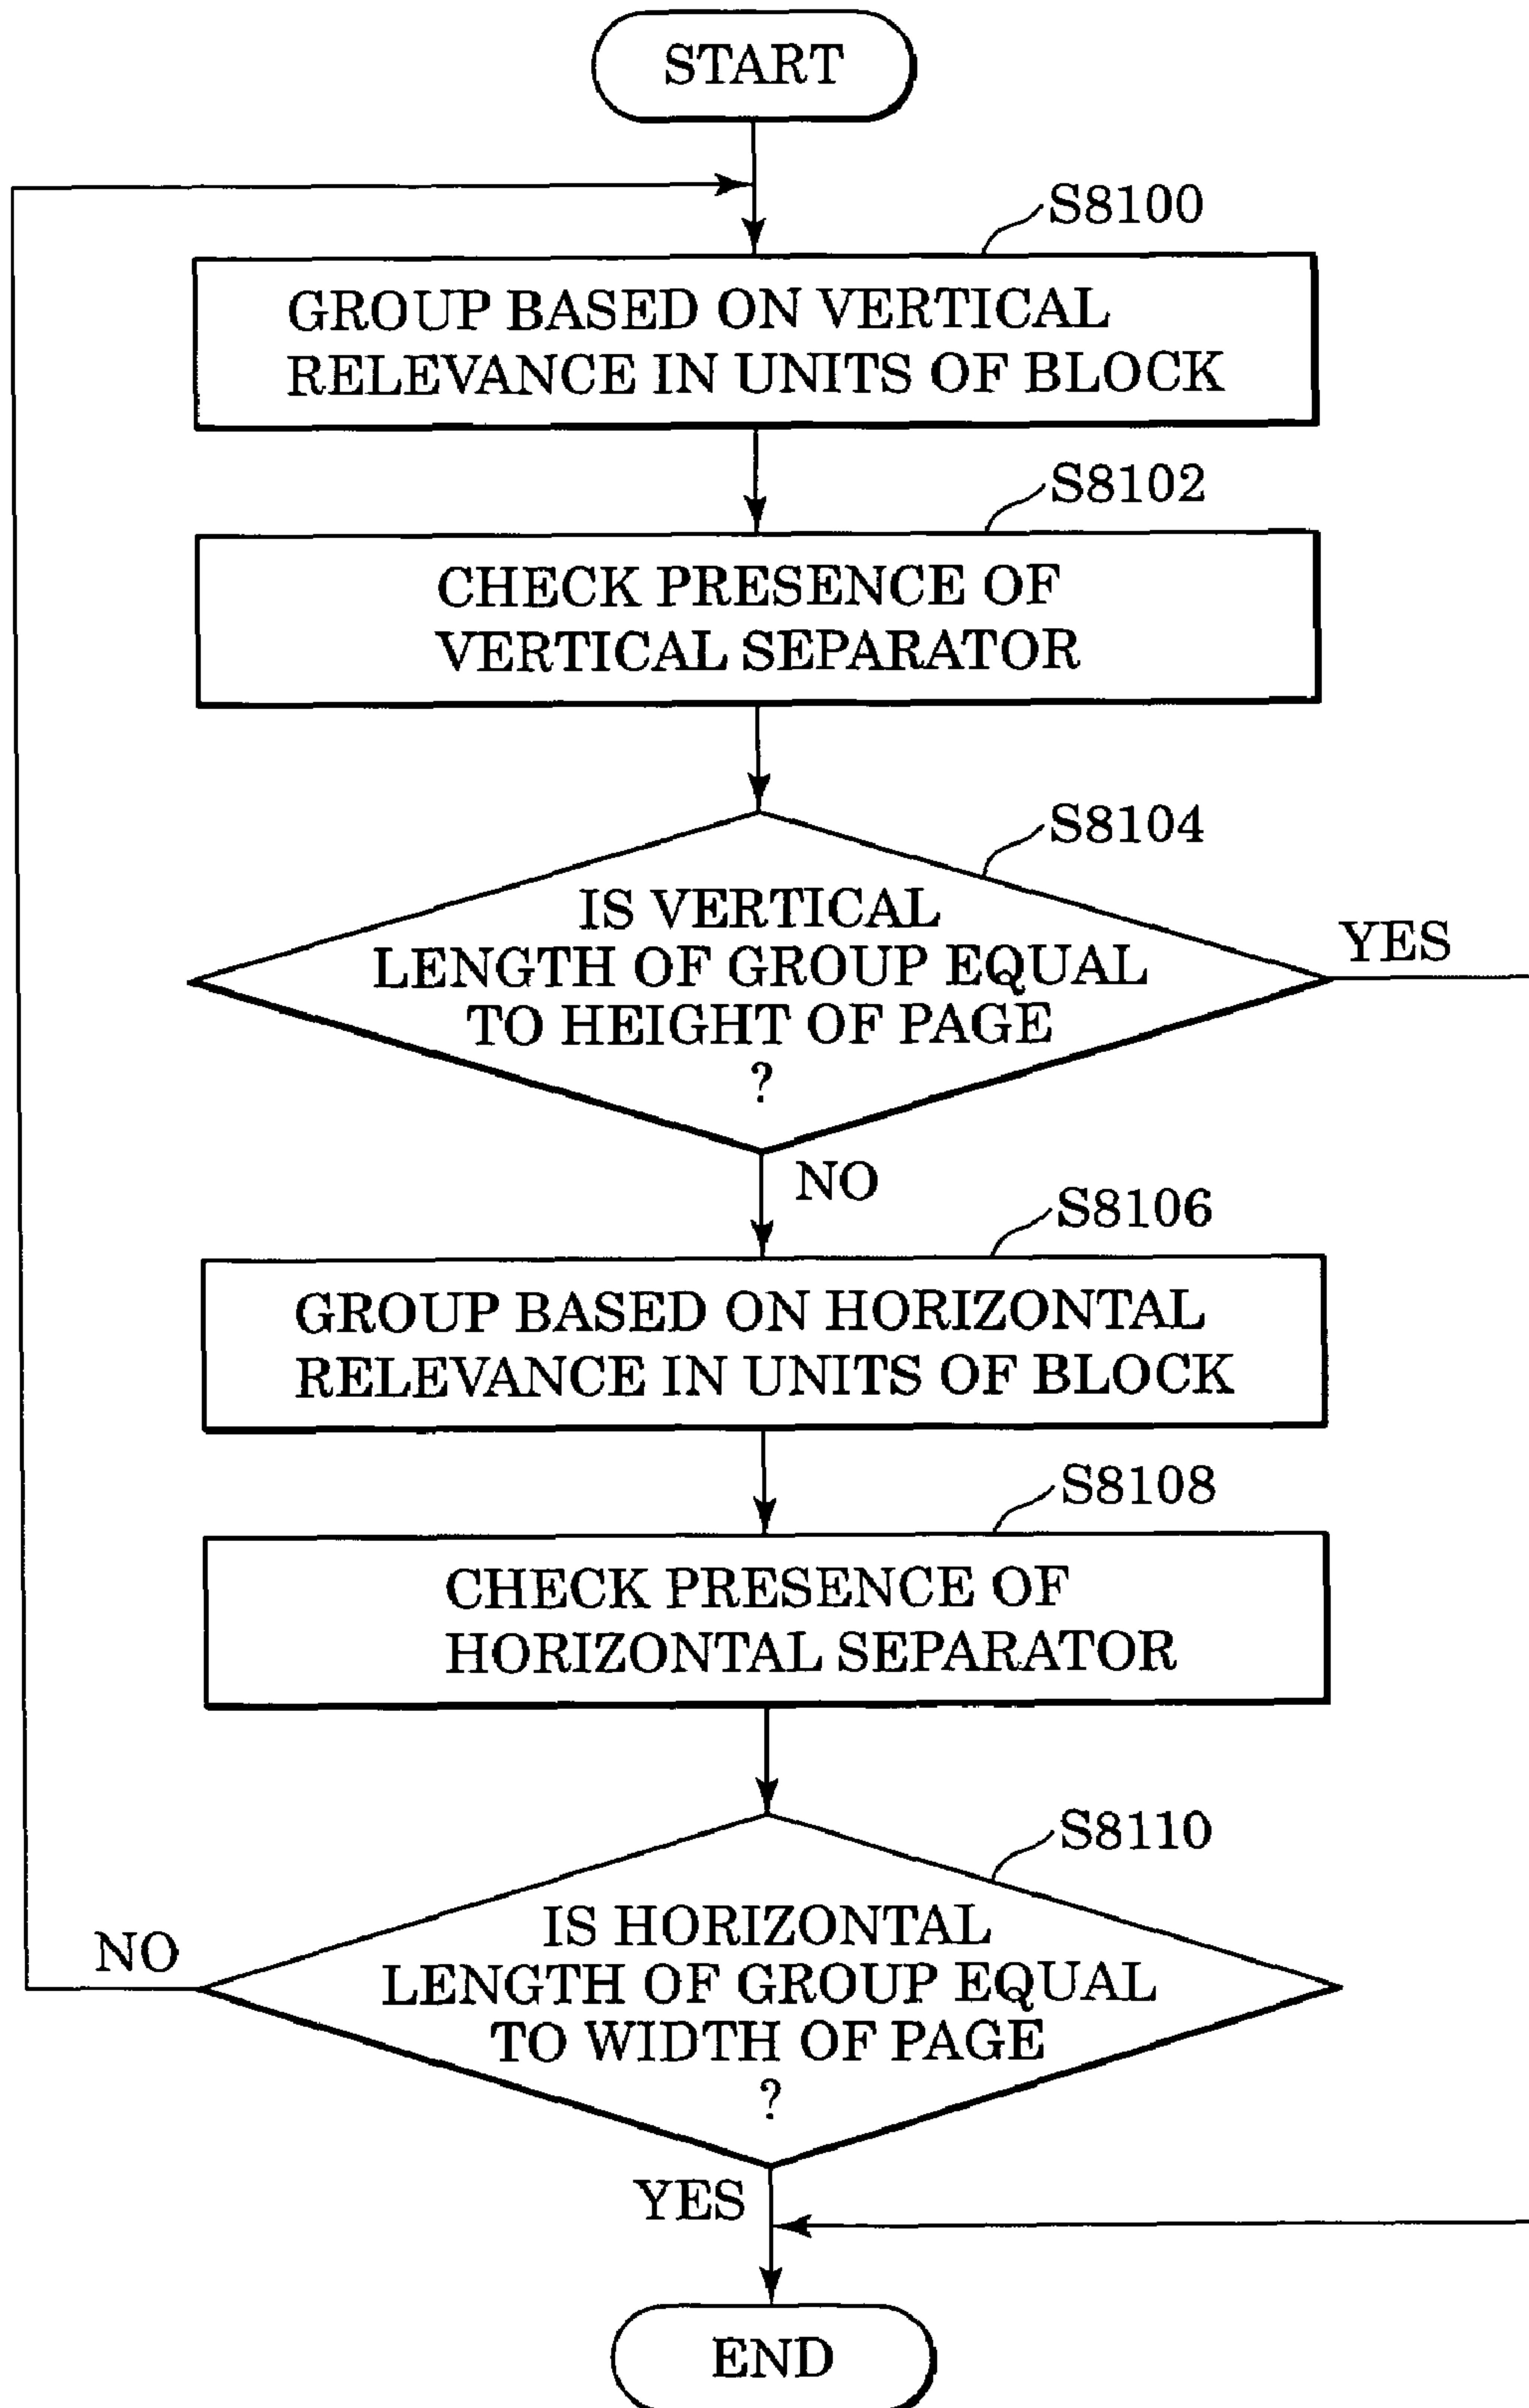 START
S8100
GROUP BASED ON VERTICAL
RELEVANCE IN UNITS OF BLOCK
S8102
CHECK PRESENCE OF
VERTICAL SEPARATOR
S8104
IS VERTICAL
LENGTH OF GROUP EQUAL
TO HEIGHT OF PAGE
?
YES
NO
S8106
GROUP BASED ON HORIZONTAL
RELEVANCE IN UNITS OF BLOCK
S8108
CHECK PRESENCE OF
HORIZONTAL SEPARATOR
S8110
IS HORIZONTAL
LENGTH OF GROUP EQUAL
TO WIDTH OF PAGE
?
NO
YES
END